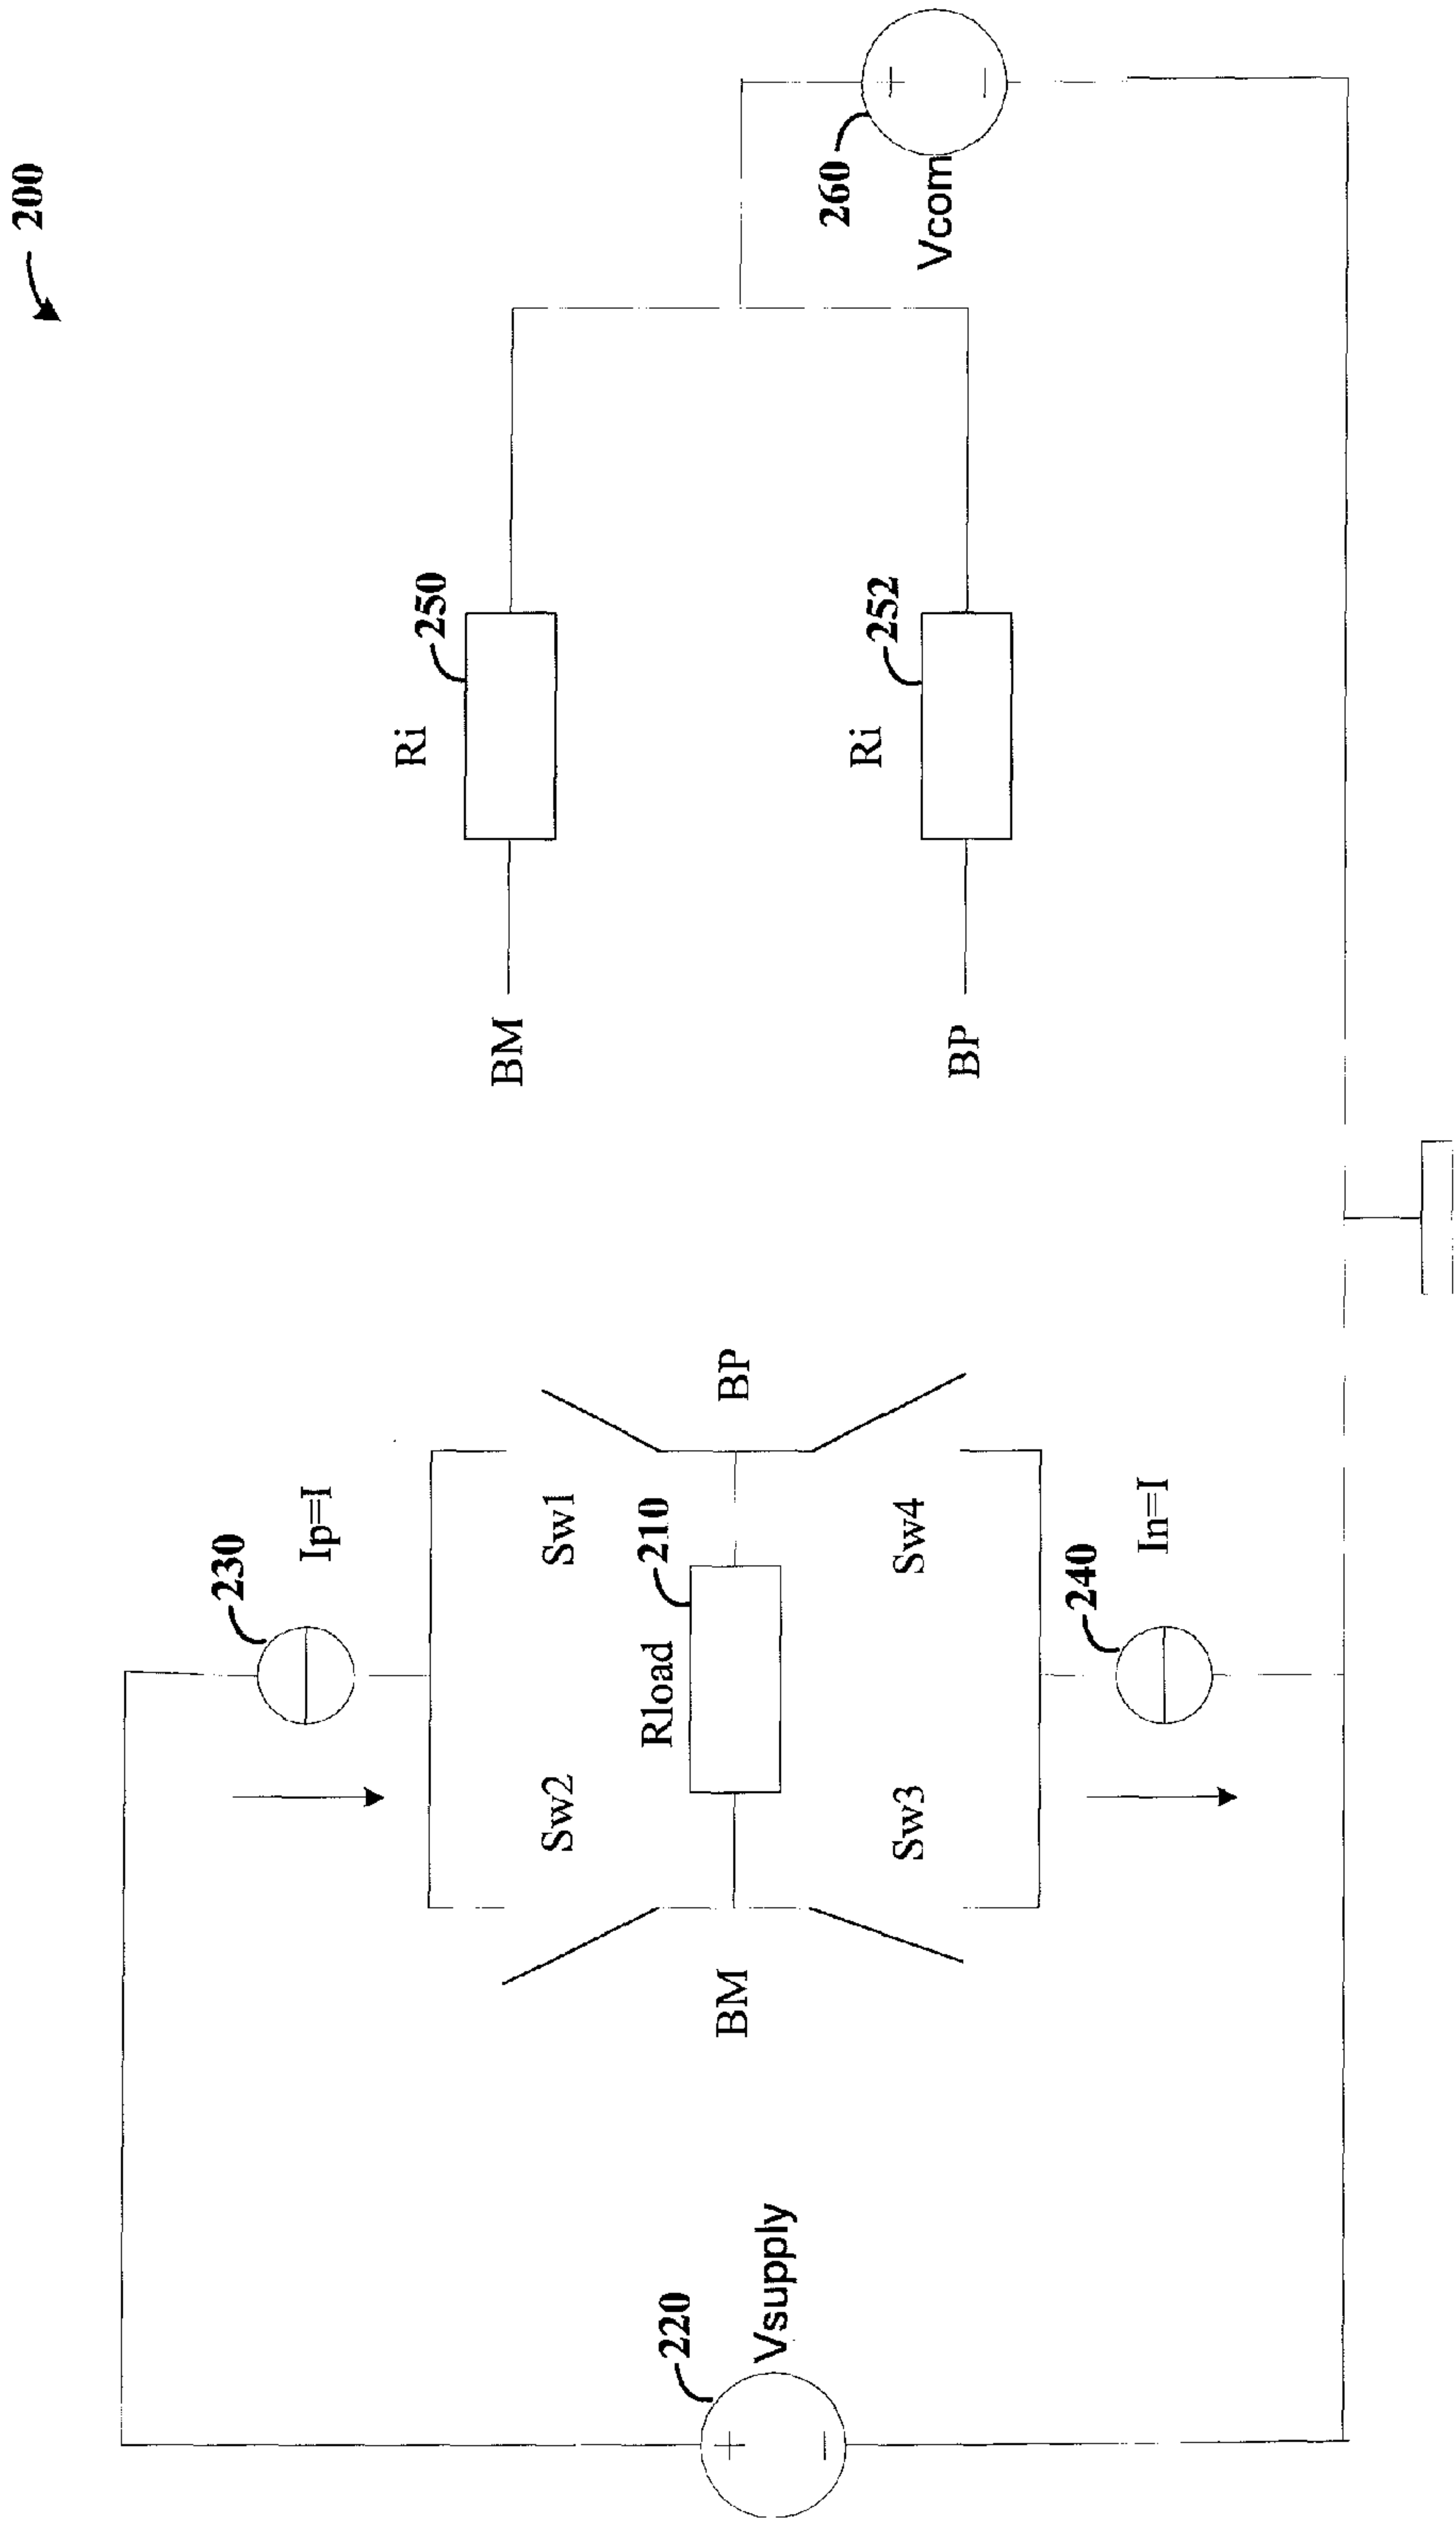 200
230
Ip=I
Sw2
Sw1
Rload
210
BM
BP
Sw3
Sw4
240
In=I
220
Vsupply
+
−
Ri
250
BM
Ri
252
BP
260
Vcom
+
−